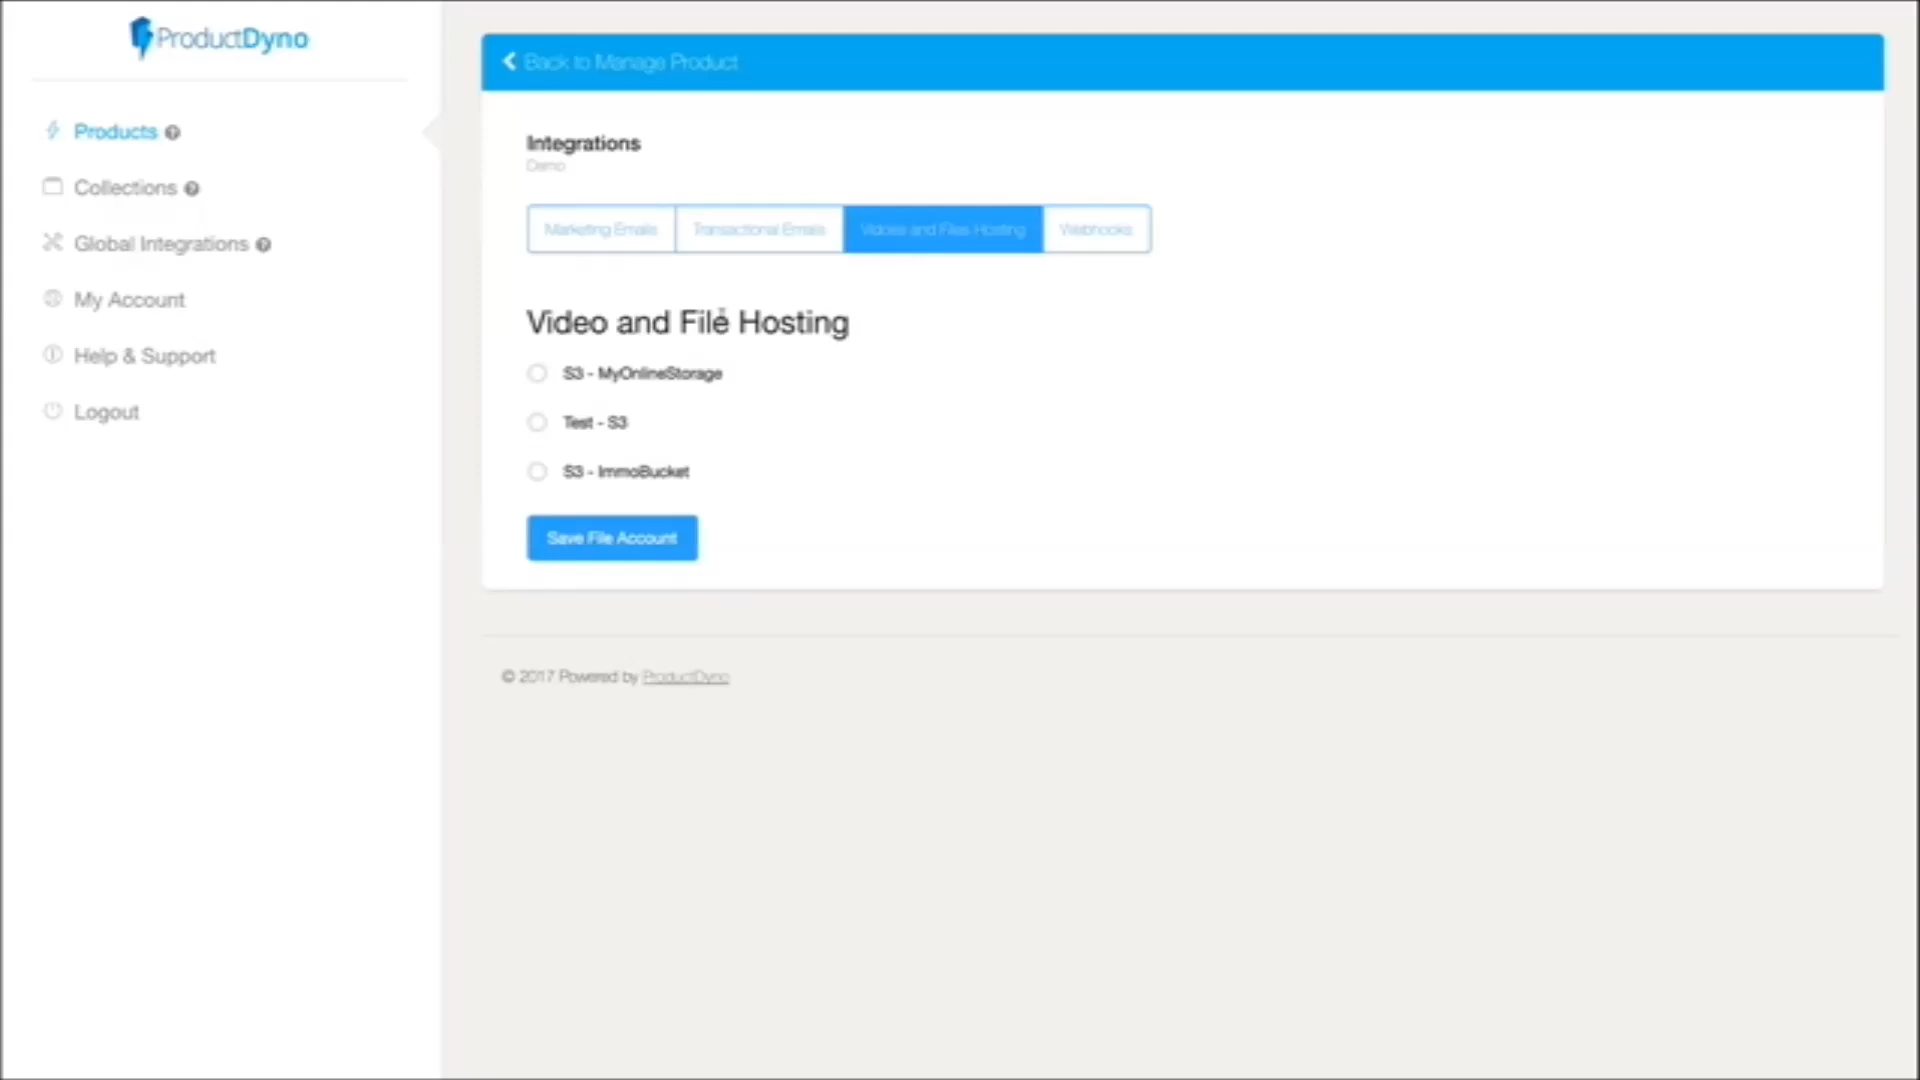 ProductDyno
Products
Collections
Global Integrations
My Account
Help & Support
Logout
Back to Manage Product
Integrations
Demo
Marketing Emails
Transactional Emails
Videos and Files Hosting
Webhooks
Video and File Hosting
S3 - MyOnlineStorage
Test - S3
S3 - ImmoBucket
Save File Account
© 2017 Powered by ProductDyno